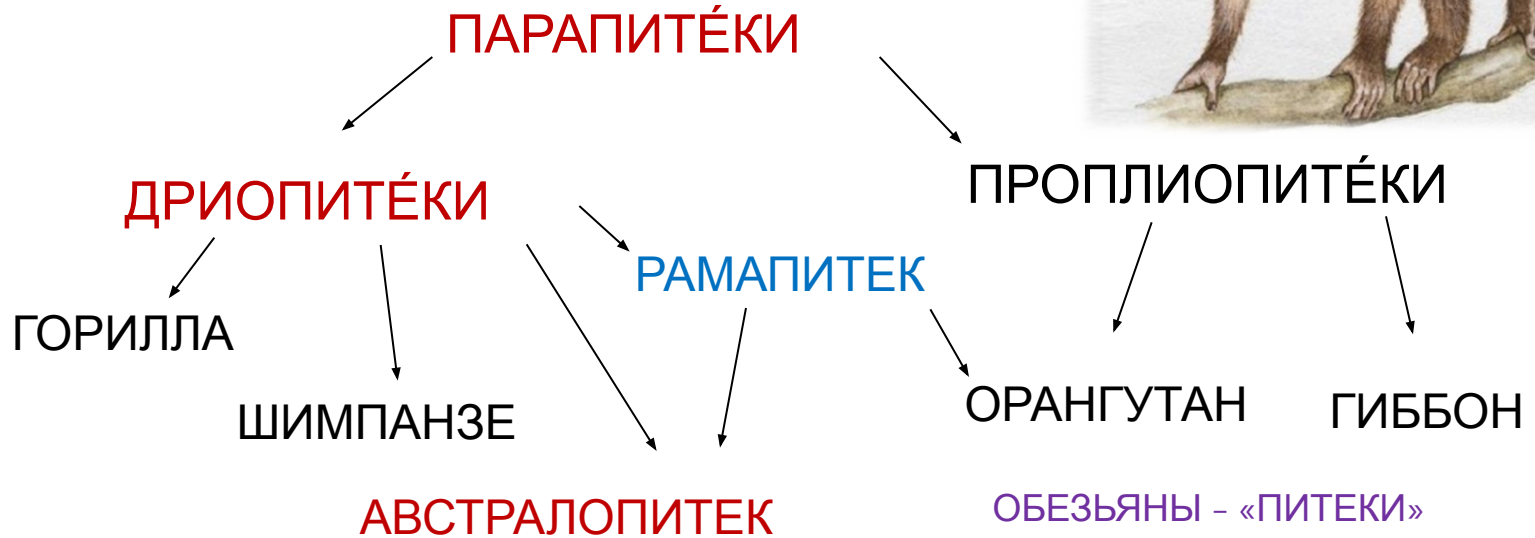 ПАРАПИТЕ́КИ
ДРИОПИТЕ́КИ
ПРОПЛИОПИТЕ́КИ
РАМАПИТЕК
ГОРИЛЛА
ШИМПАНЗЕ
ОРАНГУТАН
ГИББОН
АВСТРАЛОПИТЕК
ОБЕЗЬЯНЫ – «ПИТЕКИ»